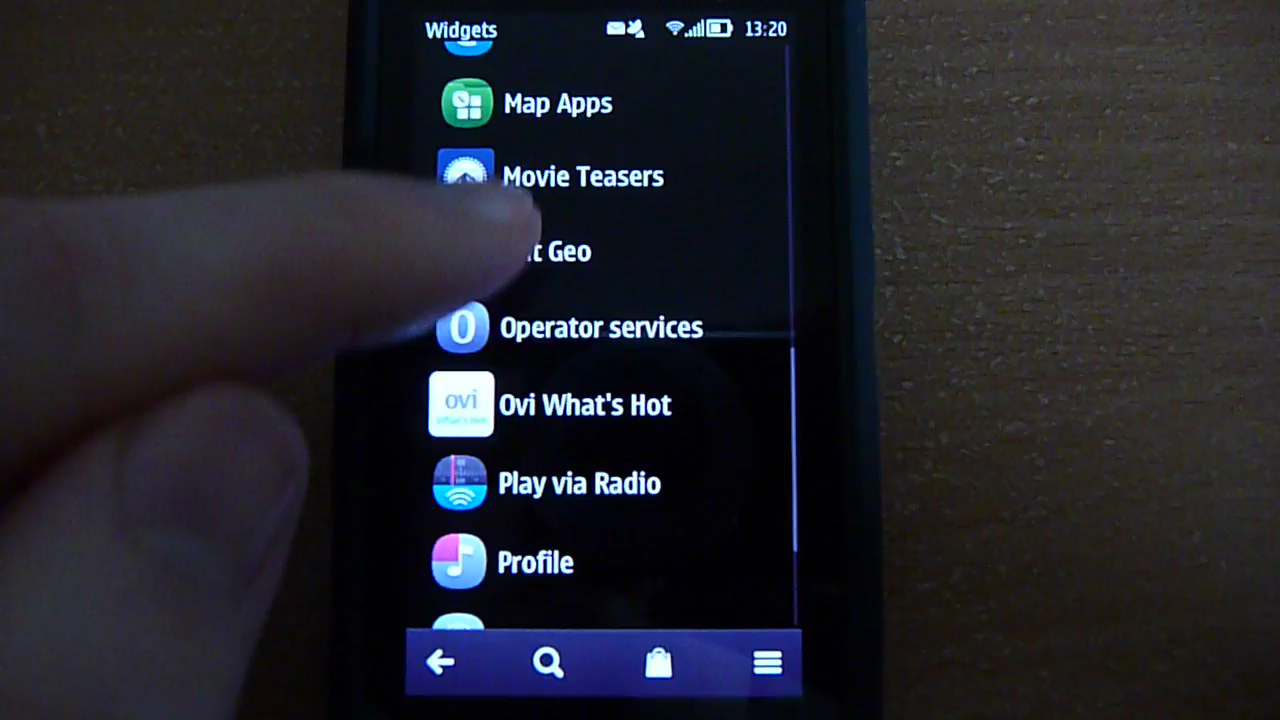 Widgets 13:20
Map Apps
Movie Teasers
Geo
Operator services
ovi Ovi What's Hot
Play via Radio
Profile